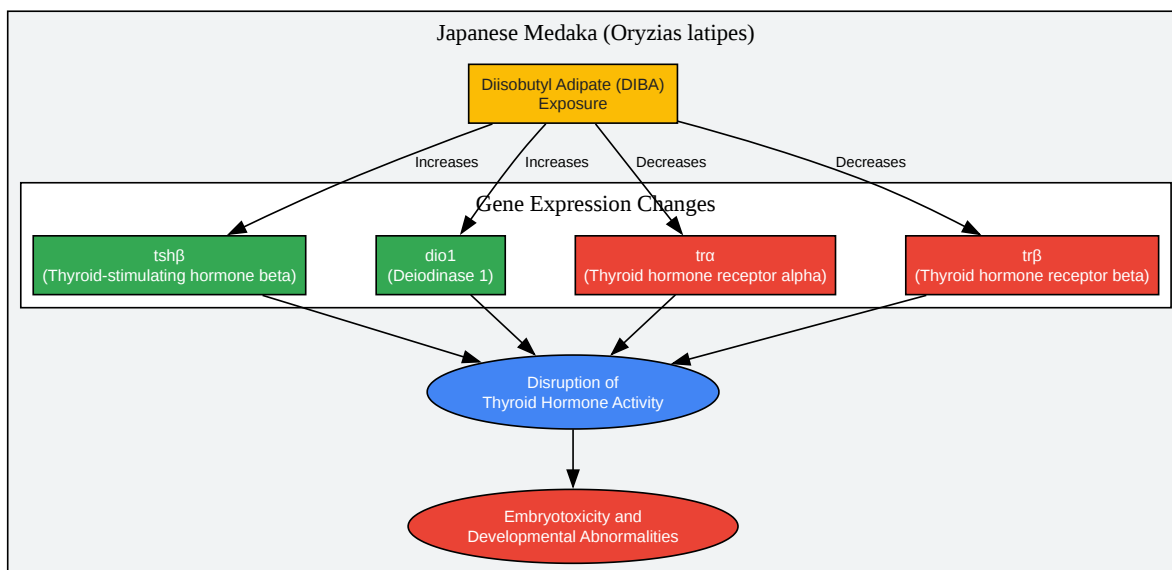 Japanese Medaka (Oryzias latipes)
Diisobutyl Adipate (DIBA)
Exposure
Increases
Increases
Decreases
Decreases
Gene Expression Changes
tshβ
(Thyroid-stimulating hormone beta)
dio1
(Deiodinase 1)
trα
(Thyroid hormone receptor alpha)
trβ
(Thyroid hormone receptor beta)
Disruption of
Thyroid Hormone Activity
Embryotoxicity and
Developmental Abnormalities